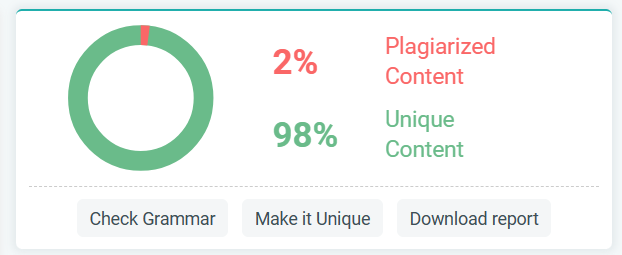 2%
Plagiarized
Content
98%
Unique
Content
Check Grammar
Make it Unique
Download report